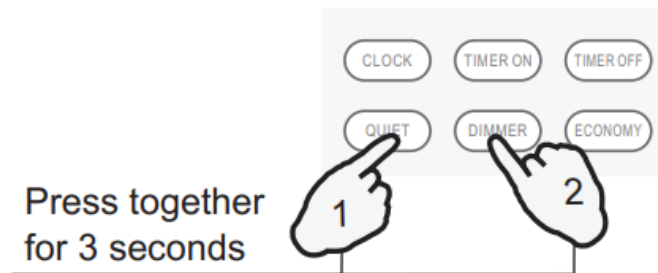 CLOCK TIMER ON TIMER OFF
QUIET DIMMER ECONOMY
1 2
Press together
for 3 seconds